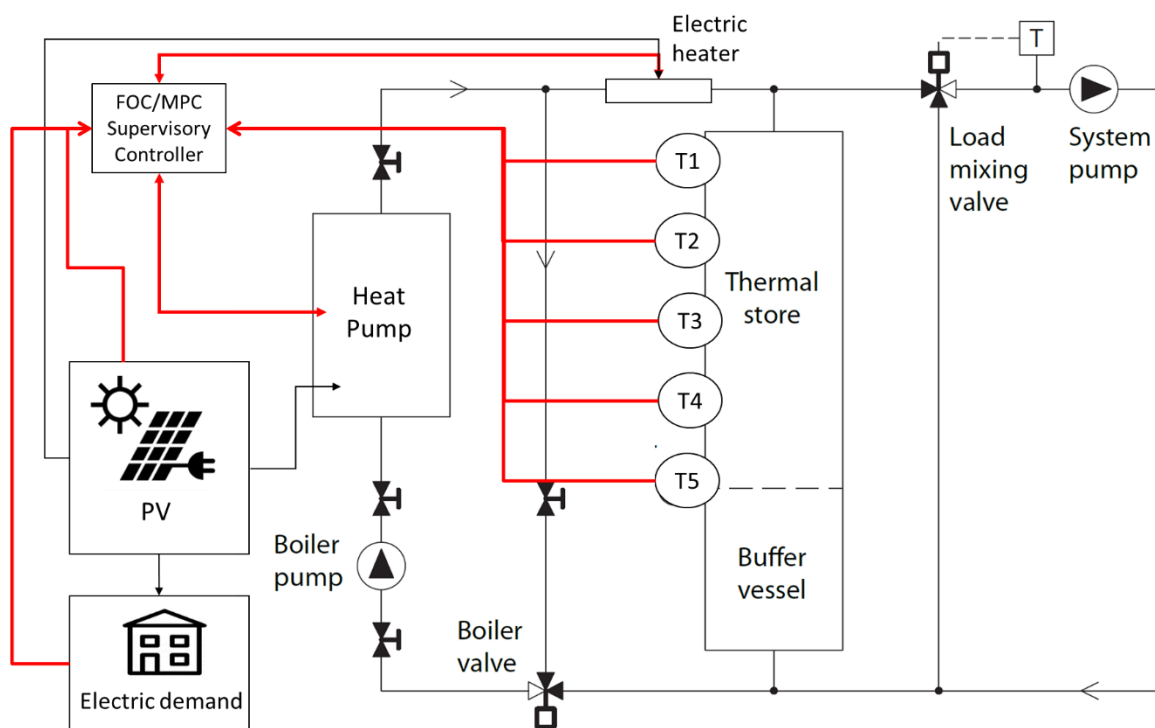 Electric
heater
FOC/MPC
Supervisory
Controller
T
Load
mixing
valve
System
pump
T1
T2
T3
T4
T5
Thermal
store
Heat
Pump
PV
Boiler
pump
Buffer
vessel
Boiler
valve
Electric demand